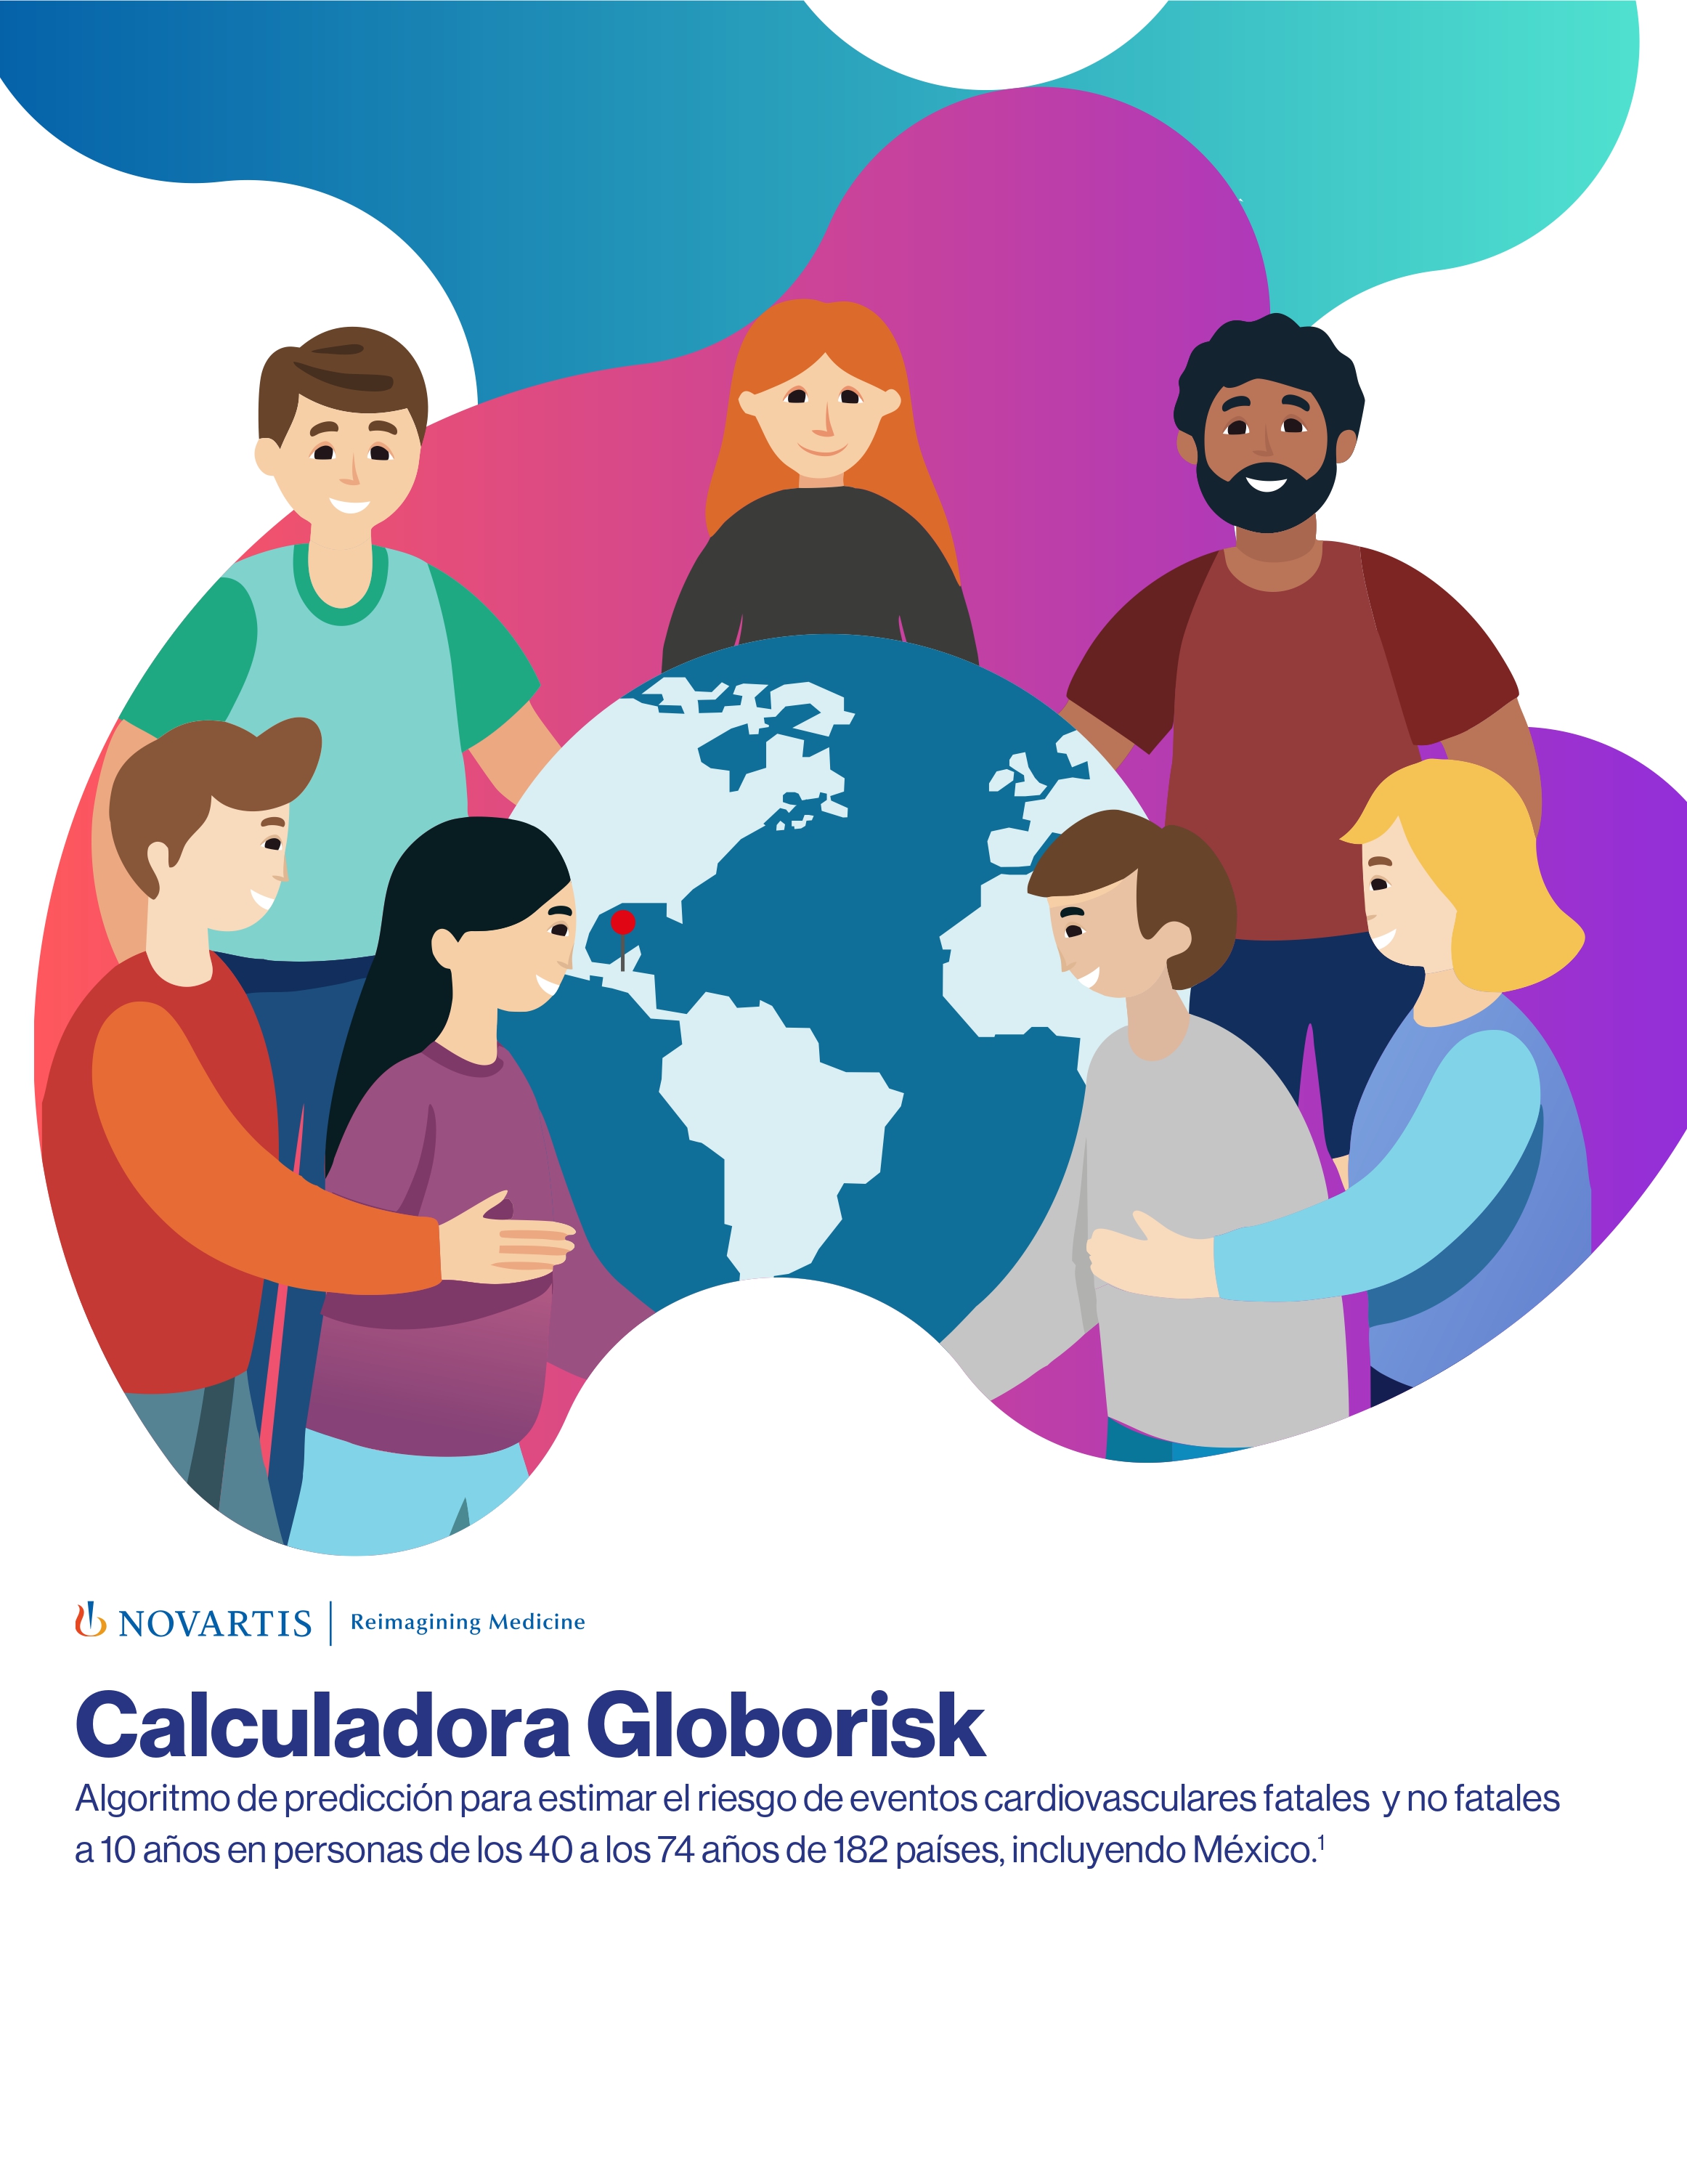 NOVARTIS | Reimagining Medicine
Calculadora Globorisk
Algoritmo de predicción para estimar el riesgo de eventos cardiovasculares fatales y no fatales
a 10 años en personas de los 40 a los 74 años de 182 países, incluyendo México.¹